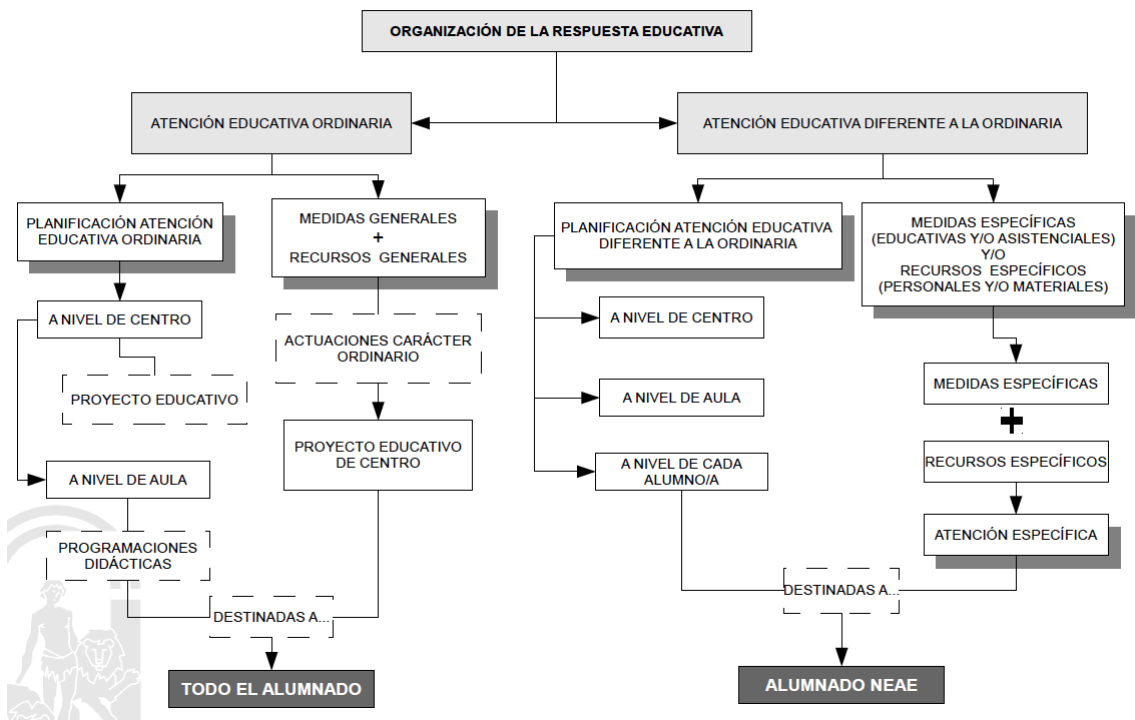 ORGANIZACIÓN DE LA RESPUESTA EDUCATIVA
ATENCIÓN EDUCATIVA ORDINARIA
ATENCIÓN EDUCATIVA DIFERENTE A LA ORDINARIA
PLANIFICACIÓN ATENCIÓN
EDUCATIVA ORDINARIA
MEDIDAS GENERALES
+
RECURSOS GENERALES
A NIVEL DE CENTRO
PROYECTO EDUCATIVO
A NIVEL DE AULA
PROGRAMACIONES
DIDÁCTICAS
ACTUACIONES CARÁCTER
ORDINARIO
PROYECTO EDUCATIVO
DE CENTRO
DESTINADAS A...
TODO EL ALUMNADO
PLANIFICACIÓN ATENCIÓN EDUCATIVA
DIFERENTE A LA ORDINARIA
A NIVEL DE CENTRO
A NIVEL DE AULA
A NIVEL DE CADA
ALUMNO/A
MEDIDAS ESPECÍFICAS
(EDUCATIVAS Y/O ASISTENCIALES)
Y/O
RECURSOS ESPECÍFICOS
(PERSONALES Y/O MATERIALES)
MEDIDAS ESPECÍFICAS
+
RECURSOS ESPECÍFICOS
ATENCIÓN ESPECÍFICA
DESTINADAS A...
ALUMNADO NEAE